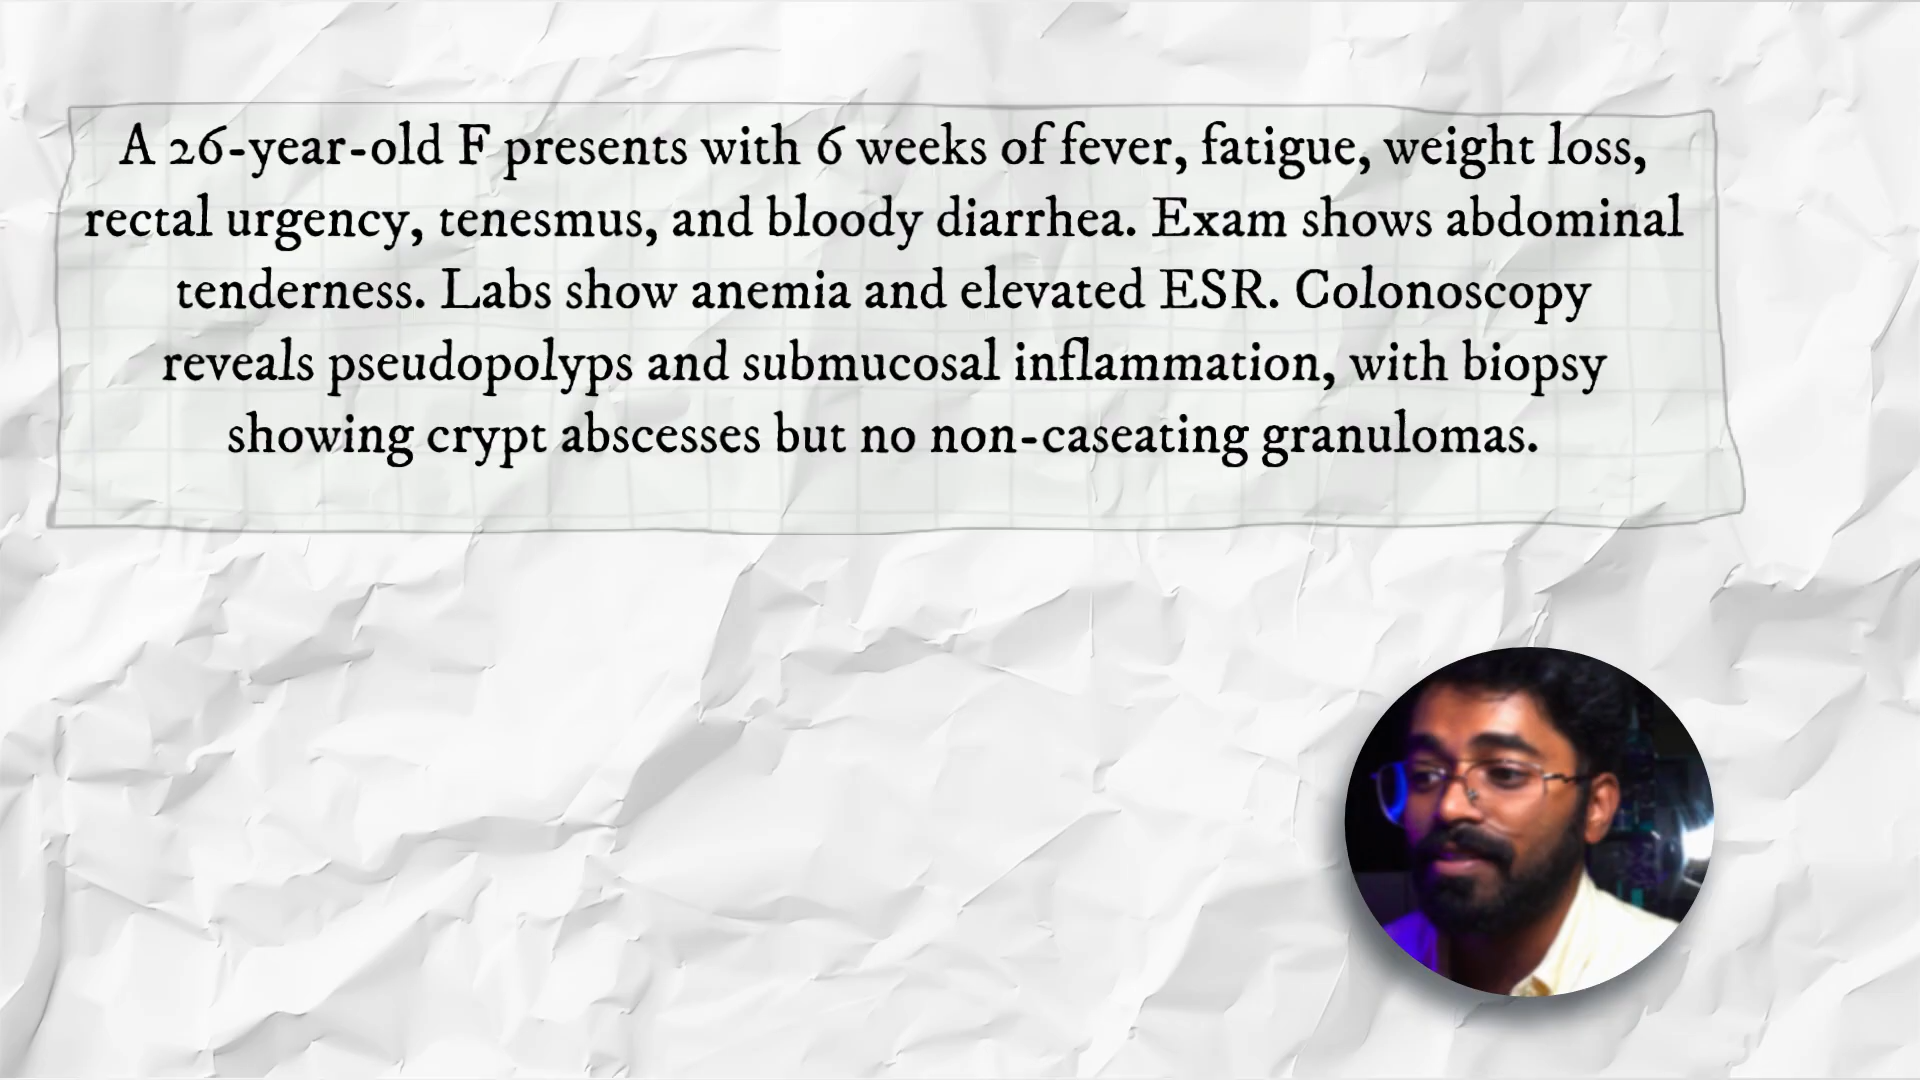 A 26-year-old F presents with 6 weeks of fever, fatigue, weight loss,
rectal urgency, tenesmus, and bloody diarrhea. Exam shows abdominal
tenderness. Labs show anemia and elevated ESR. Colonoscopy
reveals pseudopolyps and submucosal inflammation, with biopsy
showing crypt abscesses but no non-caseating granulomas.